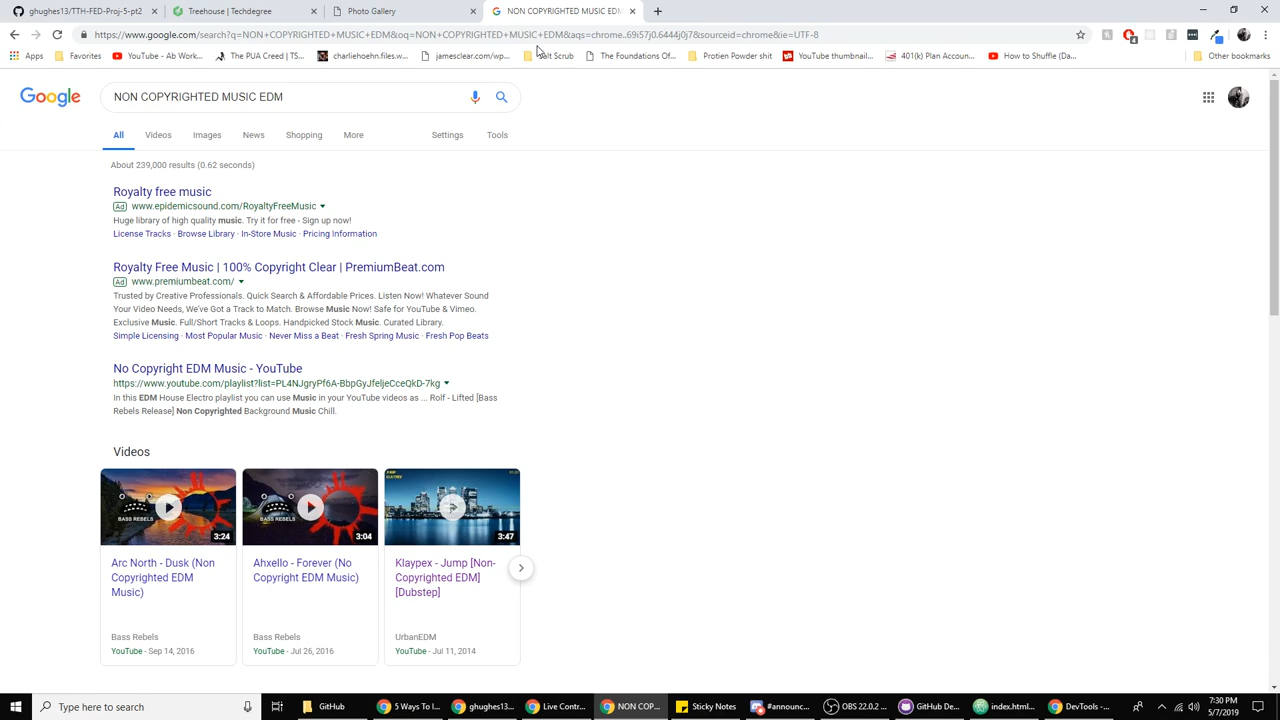 ghughes13/TTH-FED-Proj-5-pt2
Treehouse | Techdegree
Photo Gallery
NON COPYRIGHTED MUSIC EDM
https://www.google.com/search?q=NON+COPYRIGHTED+MUSIC+EDM&oq=NON+COPYRIGHTED+MUSIC+EDM&aqs=chrome..69i57j0.6444j0j7&sourceid=chrome&ie=UTF-8
Apps
Favorites
YouTube - Ab Work...
The PUA Creed | TS...
charliehoehn.files.w...
jamesclear.com/wp...
Salt Scrub
The Foundations Of...
Protien Powder shit
YouTube thumbnail...
401(k) Plan Accoun...
How to Shuffle (Da...
Other bookmarks
Google
NON COPYRIGHTED MUSIC EDM
All
Videos
Images
News
Shopping
More
Settings
Tools
About 239,000 results (0.62 seconds)
Royalty free music
Ad www.epidemicsound.com/RoyaltyFreeMusic
Huge library of high quality music. Try it for free - Sign up now!
License Tracks · Browse Library · In-Store Music · Pricing Information
Royalty Free Music | 100% Copyright Clear | PremiumBeat.com
Ad www.premiumbeat.com/
Trusted by Creative Professionals. Quick Search & Affordable Prices. Listen Now! Whatever Sound
Your Video Needs, We've Got a Track to Match. Browse Music Now! Safe for YouTube & Vimeo.
Exclusive Music. Full/Short Tracks & Loops. Handpicked Stock Music. Curated Library.
Simple Licensing · Most Popular Music · Never Miss a Beat · Fresh Spring Music · Fresh Pop Beats
No Copyright EDM Music - YouTube
https://www.youtube.com/playlist?list=PL4NJgryPf6A-BbpGyJfeljeCceQkD-7kg
In this EDM House Electro playlist you can use Music in your YouTube videos as ... Rolf - Lifted [Bass
Rebels Release] Non Copyrighted Background Music Chill.
Videos
BASS REBELS
3:24
BASS REBELS
3:04
3:47
Arc North - Dusk (Non
Copyrighted EDM
Music)
Bass Rebels
YouTube - Sep 14, 2016
Ahxello - Forever (No
Copyright EDM Music)
Bass Rebels
YouTube - Jul 26, 2016
Klaypex - Jump [Non-
Copyrighted EDM]
[Dubstep]
UrbanEDM
YouTube - Jul 11, 2014
Type here to search
GitHub
5 Ways To I...
ghughes13...
Live Contr...
NON COP...
Sticky Notes
#announc...
OBS 22.0.2 ...
GitHub De...
index.html...
DevTools - ...
7:30 PM
5/7/2019